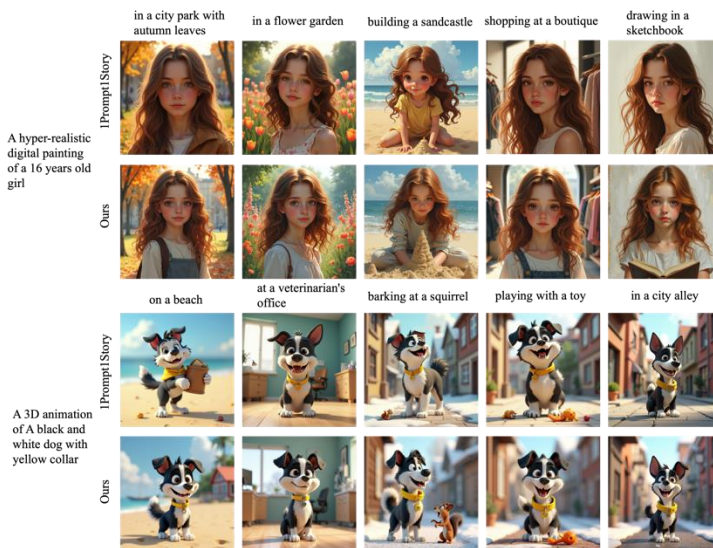 in a city park with
autumn leaves
in a flower garden
building a sandcastle
shopping at a boutique
drawing in a
sketchbook
1Prompt1Story
A hyper-realistic
digital painting
of a 16 years old
girl
Ours
on a beach
at a veterinarian's
office
barking at a squirrel
playing with a toy
in a city alley
1Prompt1Story
A 3D animation
of A black and
white dog with
yellow collar
Ours